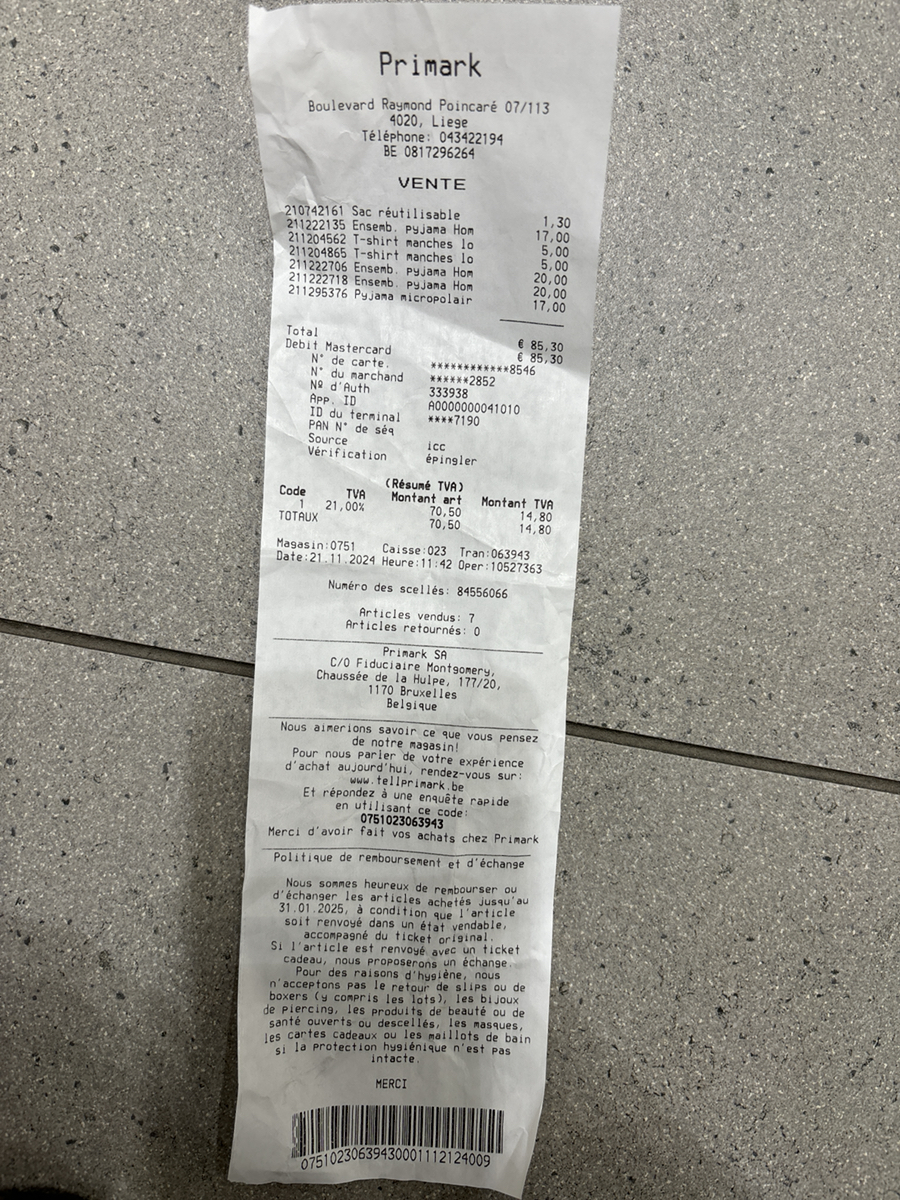 Primark
Boulevard Raymond Poincaré 07/113
4020, Liege
Téléphone: 043422194
BE 0817296264
VENTE
210742161 Sac réutilisable 1,30
211222135 Ensemb. pyjama Hom 17,00
211204562 T-shirt manches lo 5,00
211204865 T-shirt manches lo 5,00
211222706 Ensemb. pyjama Hom 20,00
211222718 Ensemb. pyjama Hom 20,00
211295376 Pyjama micropolair 17,00
Total € 85,30
Debit Mastercard € 85,30
N° de carte. ************8546
N° du marchand ******2852
Nº d'Auth 333938
App. ID A0000000041010
ID du terminal ****7190
PAN N° de séq
Source icc
Vérification épingler
(Résumé TVA)
Code TVA Montant art Montant TVA
1 21,00% 70,50 14,80
TOTAUX 70,50 14,80
Magasin:0751 Caisse:023 Tran:063943
Date:21.11.2024 Heure:11:42 Oper:10527363
Numéro des scellés: 84556066
Articles vendus: 7
Articles retournés: 0
Primark SA
C/O Fiduciaire Montgomery,
Chaussée de la Hulpe, 177/20,
1170 Bruxelles
Belgique
Nous aimerions savoir ce que vous pensez
de notre magasin!
Pour nous parler de votre expérience
d'achat aujourd'hui, rendez-vous sur:
www.tellprimark.be
Et répondez à une enquête rapide
en utilisant ce code:
0751023063943
Merci d'avoir fait vos achats chez Primark
Politique de remboursement et d'échange
Nous sommes heureux de rembourser ou
d'échanger les articles achetés jusqu'au
31.01.2025, à condition que l'article
soit renvoyé dans un état vendable,
accompagné du ticket original.
Si l'article est renvoyé avec un ticket
cadeau, nous proposerons un échange.
Pour des raisons d'hygiène, nous
n'acceptons pas le retour de slips ou de
boxers (y compris les lots), les bijoux
de piercing, les produits de beauté ou de
santé ouverts ou descellés, les masques,
les cartes cadeaux ou les maillots de bain
si la protection hygiénique n'est pas
intacte.
MERCI
07510230639430001112124009